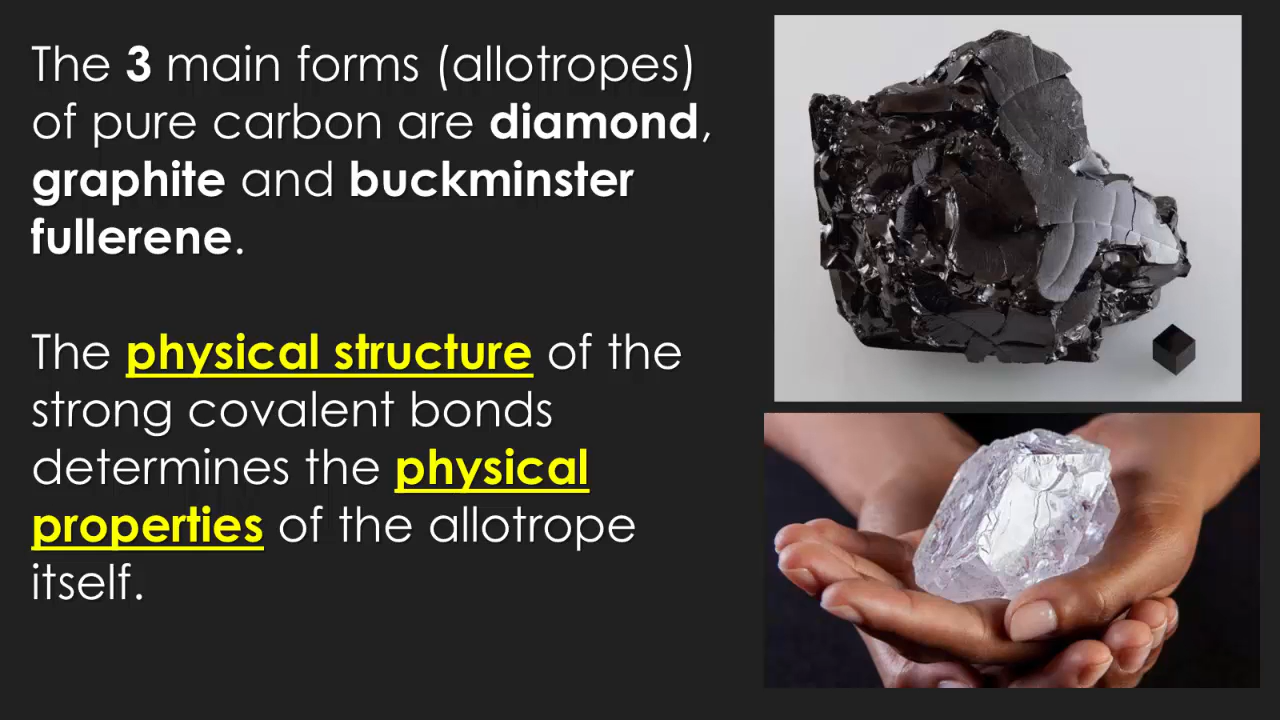 The 3 main forms (allotropes)
of pure carbon are diamond,
graphite and buckminster
fullerene.
The physical structure of the
strong covalent bonds
determines the physical
properties of the allotrope
itself.